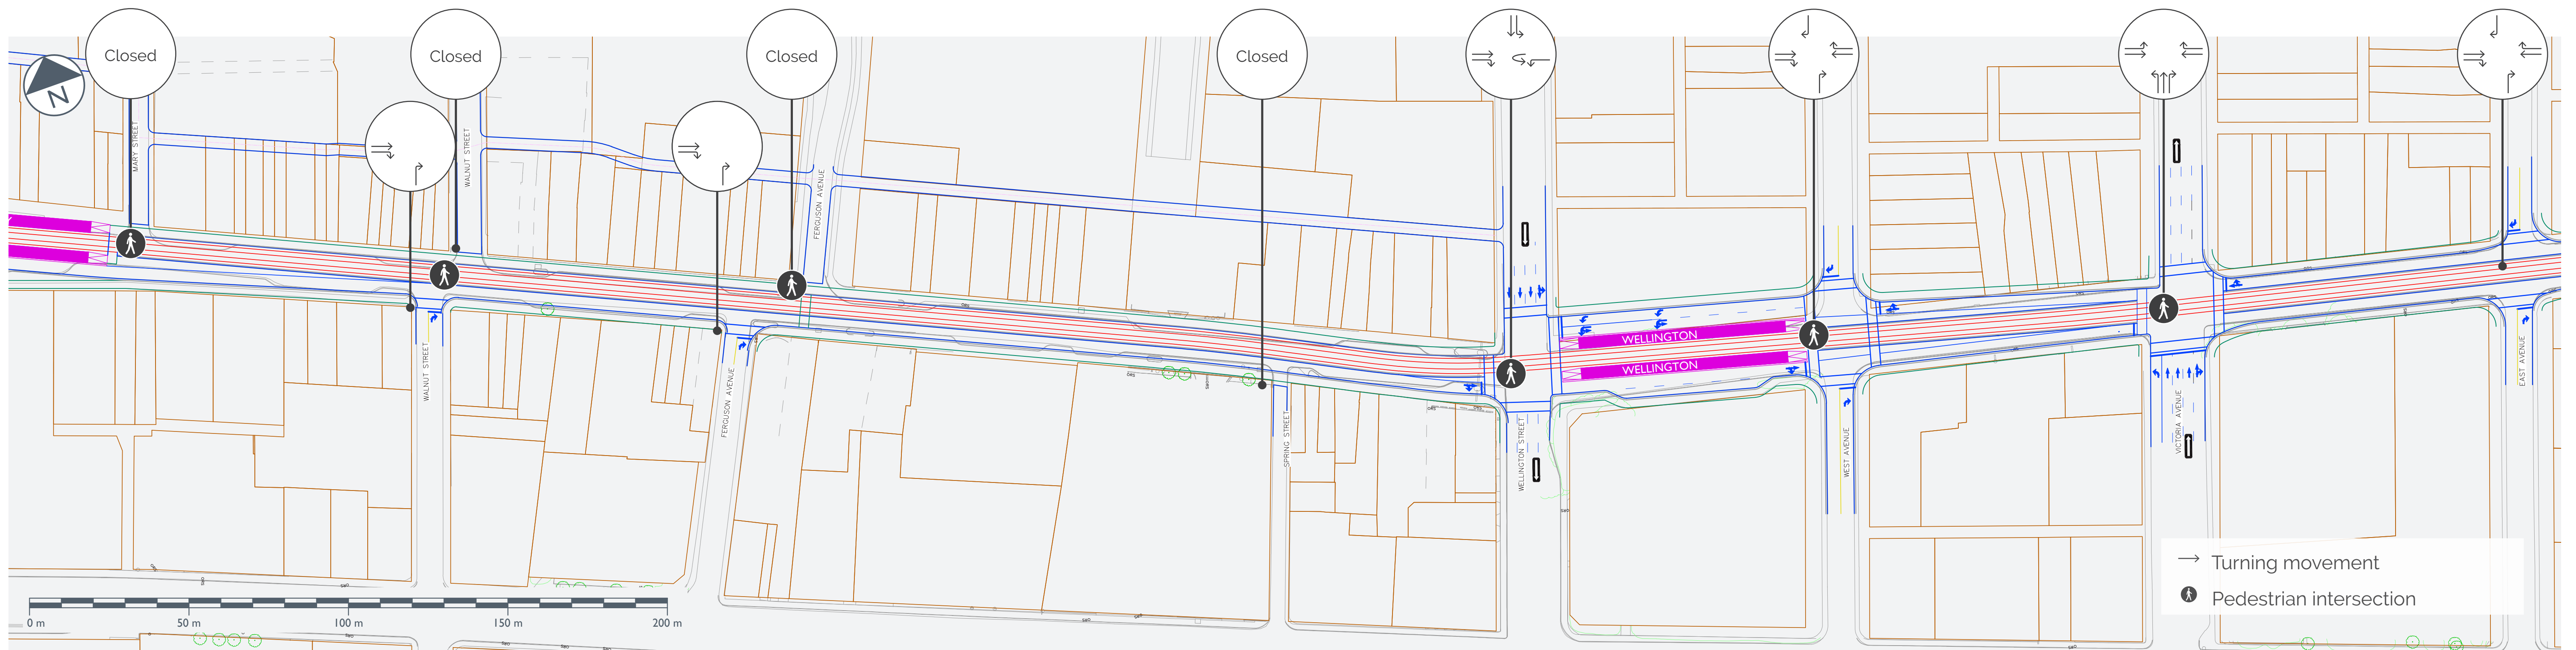 Closed
Closed
Closed
Closed
N
MARY STREET
WALNUT STREET
FERGUSON AVENUE
WELLINGTON
WELLINGTON
WALNUT STREET
FERGUSON AVENUE
SPRING STREET
WELLINGTON STREET
WEST AVENUE
VICTORIA AVENUE
EAST AVENUE
Turning movement
Pedestrian intersection
0 m
50 m
100 m
150 m
200 m